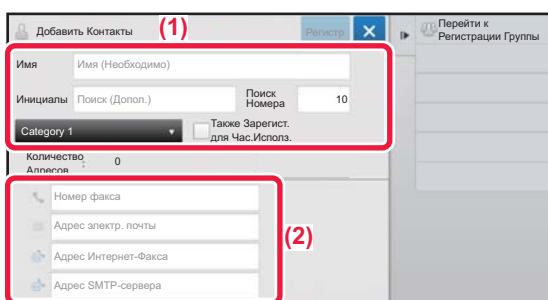 Добавить Контакты (1) Регистр. Перейти к
Регистрации Группы
Имя Имя (Необходимо)
Инициалы Поиск (Допол.) Поиск
Номера 10
Category 1 Также Зарегист.
для Час.Исполз.
Количество
Адресов : 0
Номер факса
Адрес электр. почты
(2)
Адрес Интернет-Факса
Адрес SMTP-сервера